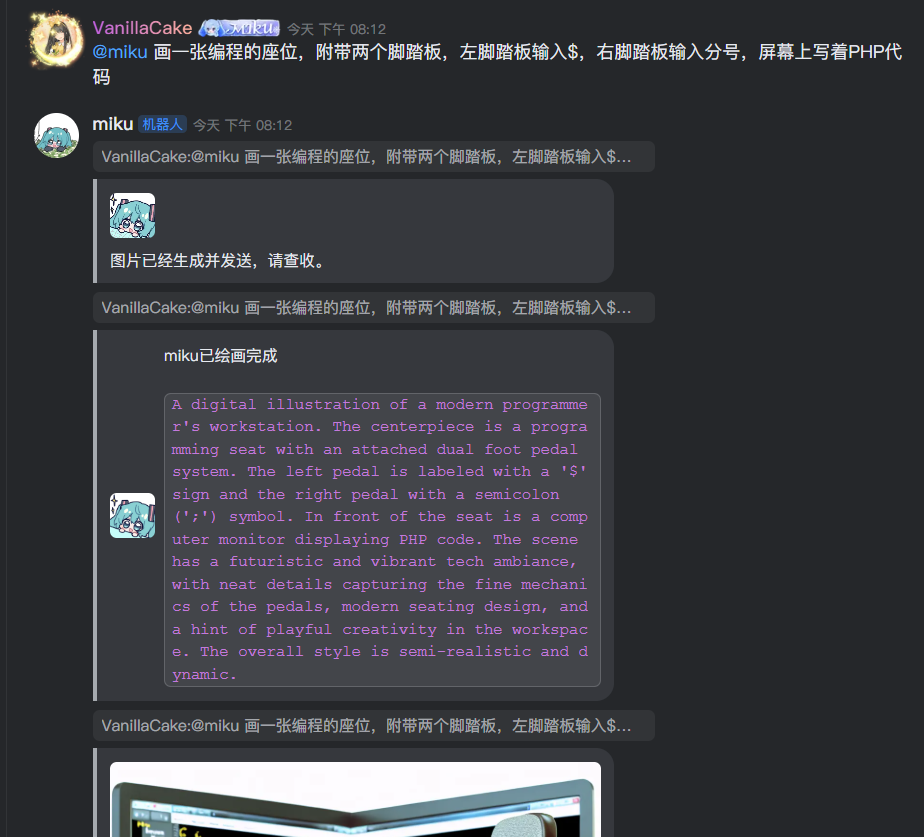 VanillaCake Miku 今天 下午 08:12
@miku 画一张编程的座位，附带两个脚踏板，左脚踏板输入$，右脚踏板输入分号，屏幕上写着PHP代
码
miku 机器人 今天 下午 08:12
VanillaCake:@miku 画一张编程的座位，附带两个脚踏板，左脚踏板输入$...
图片已经生成并发送，请查收。
VanillaCake:@miku 画一张编程的座位，附带两个脚踏板，左脚踏板输入$...
miku已绘画完成
A digital illustration of a modern programme
r's workstation. The centerpiece is a progra
mming seat with an attached dual foot pedal
system. The left pedal is labeled with a '$'
sign and the right pedal with a semicolon
(';') symbol. In front of the seat is a comp
uter monitor displaying PHP code. The scene
has a futuristic and vibrant tech ambiance,
with neat details capturing the fine mechani
cs of the pedals, modern seating design, and
a hint of playful creativity in the workspac
e. The overall style is semi-realistic and d
ynamic.
VanillaCake:@miku 画一张编程的座位，附带两个脚踏板，左脚踏板输入$...